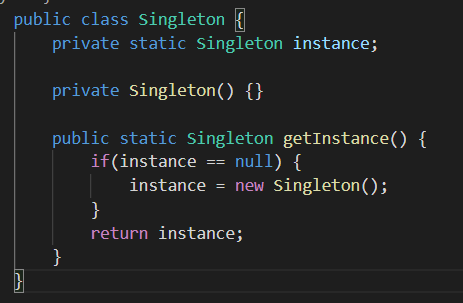 public class Singleton {
    private static Singleton instance;

    private Singleton() {}

    public static Singleton getInstance() {
        if(instance == null) {
            instance = new Singleton();
        }
        return instance;
    }
}